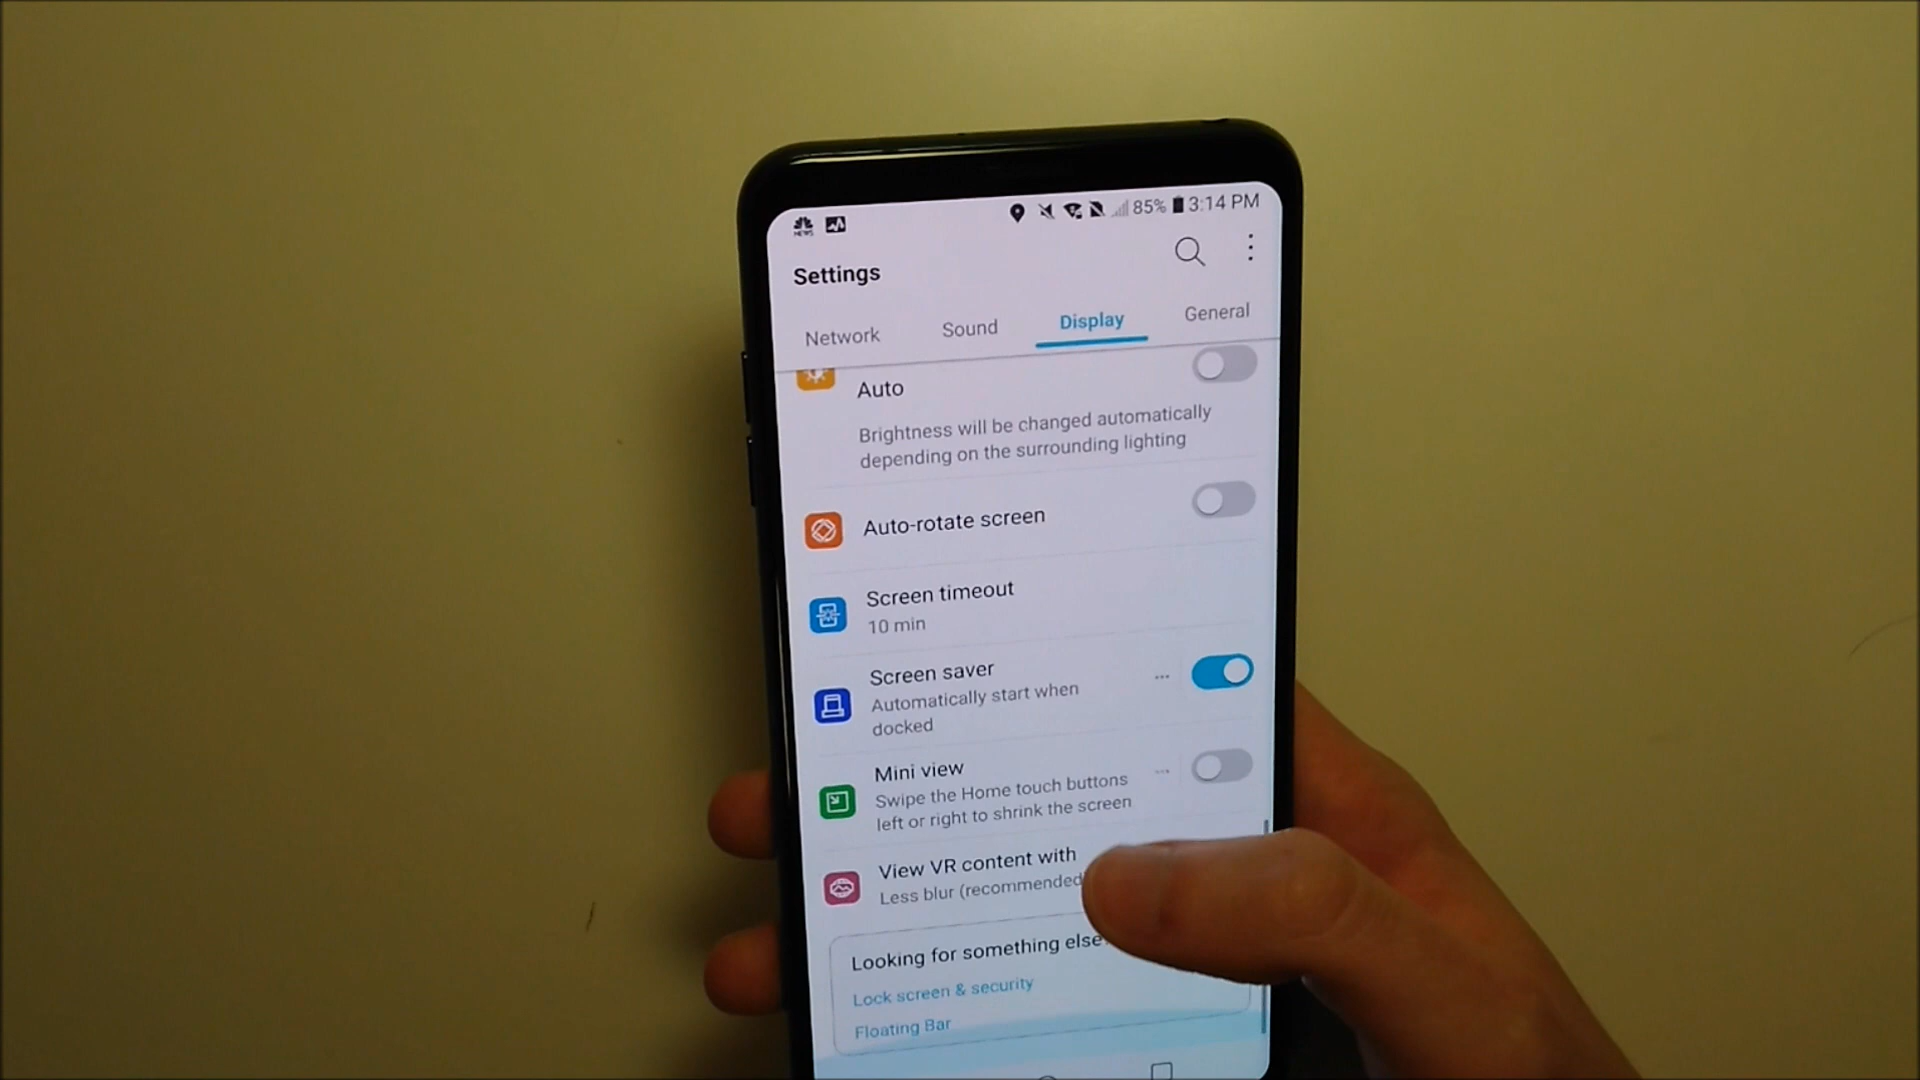 NEWS
85% 3:14 PM
Settings
Network Sound Display General
Auto
Brightness will be changed automatically
depending on the surrounding lighting
Auto-rotate screen
Screen timeout
10 min
Screen saver
Automatically start when
docked
Mini view
Swipe the Home touch buttons
left or right to shrink the screen
View VR content with
Less blur (recommended
Looking for something else?
Lock screen & security
Floating Bar